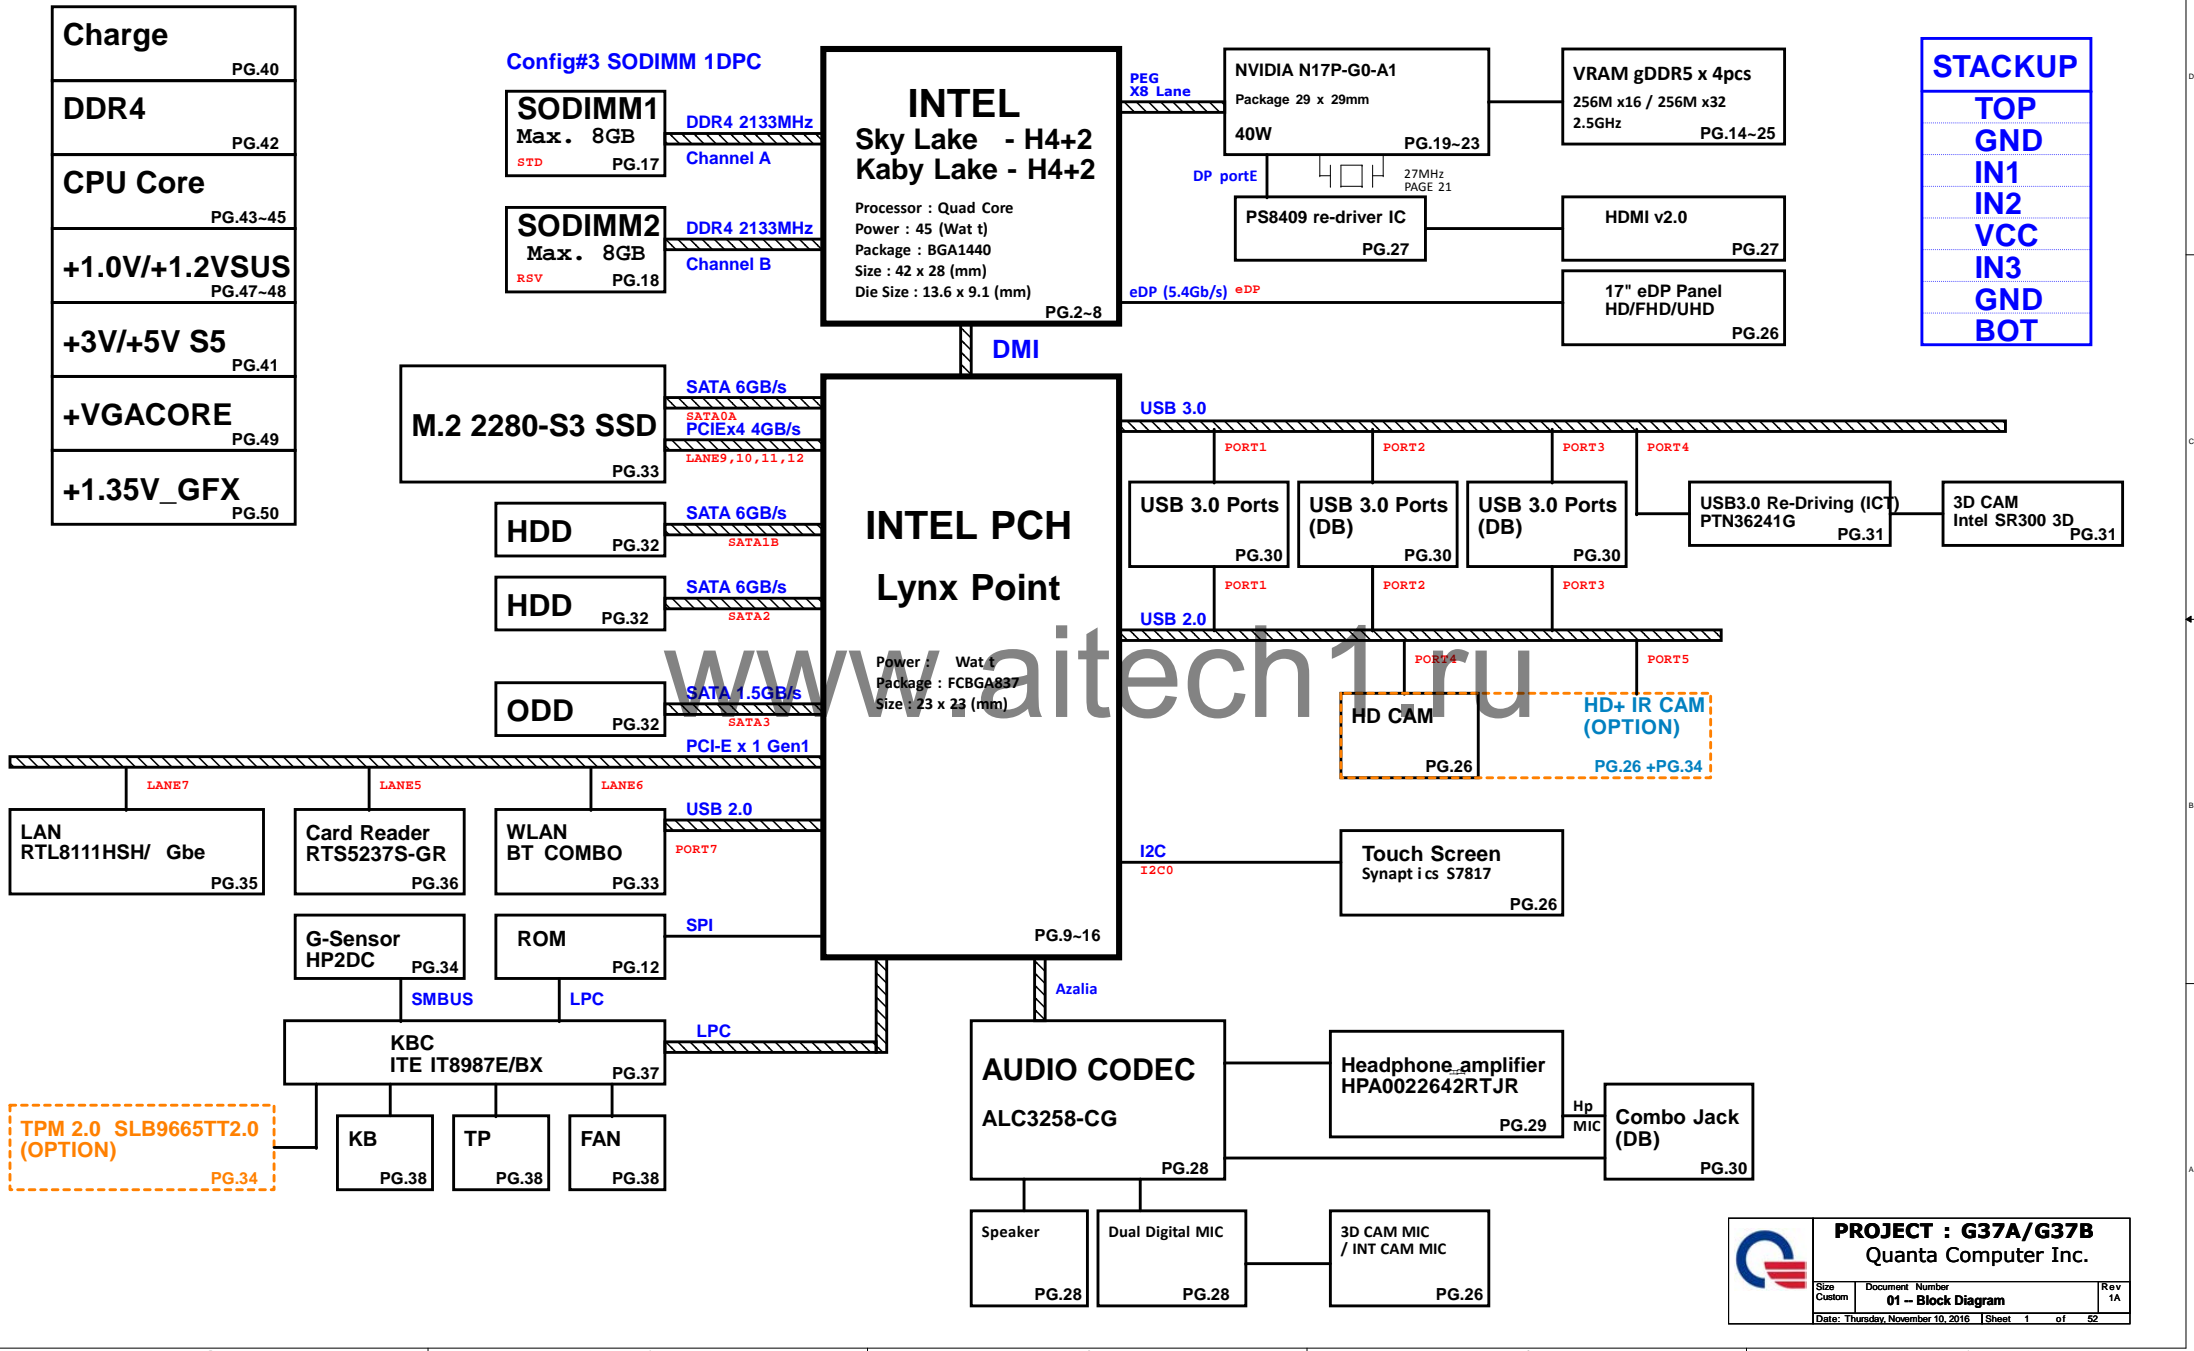 Charge
PG.40
DDR4
PG.42
CPU Core
PG.43~45
+1.0V/+1.2VSUS
PG.47~48
+3V/+5V S5
PG.41
+VGACORE
PG.49
+1.35V_GFX
PG.50
Config#3 SODIMM 1DPC
SODIMM1
Max. 8GB
STD
PG.17
DDR4 2133MHz
Channel A
SODIMM2
Max. 8GB
RSV
PG.18
DDR4 2133MHz
Channel B
INTEL
Sky Lake - H4+2
Kaby Lake - H4+2
Processor : Quad Core
Power : 45 (Wat t)
Package : BGA1440
Size : 42 x 28 (mm)
Die Size : 13.6 x 9.1 (mm)
PG.2~8
PEG
X8 Lane
NVIDIA N17P-G0-A1
Package 29 x 29mm
40W
PG.19~23
VRAM gDDR5 x 4pcs
256M x16 / 256M x32
2.5GHz
PG.14~25
DP portE
27MHz
PAGE 21
PS8409 re-driver IC
PG.27
HDMI v2.0
PG.27
eDP (5.4Gb/s)
eDP
17" eDP Panel
HD/FHD/UHD
PG.26
STACKUP
TOP
GND
IN1
IN2
VCC
IN3
GND
BOT
DMI
M.2 2280-S3 SSD
PG.33
SATA 6GB/s
SATA0A
PCIEx4 4GB/s
LANE9,10,11,12
HDD
PG.32
SATA 6GB/s
SATA1B
HDD
PG.32
SATA 6GB/s
SATA2
ODD
PG.32
SATA 1.5GB/s
SATA3
INTEL PCH
Lynx Point
Power : Wat t
Package : FCBGA837
Size : 23 x 23 (mm)
PG.9~16
USB 3.0
PORT1
PORT2
PORT3
PORT4
USB 3.0 Ports
PG.30
USB 3.0 Ports
(DB)
PG.30
USB 3.0 Ports
(DB)
PG.30
USB3.0 Re-Driving (ICT)
PTN36241G
PG.31
3D CAM
Intel SR300 3D
PG.31
PORT1
PORT2
PORT3
USB 2.0
PORT4
PORT5
HD CAM
PG.26
HD+ IR CAM
(OPTION)
PG.26 +PG.34
www.aitech1.ru
PCI-E x 1 Gen1
LANE7
LANE5
LANE6
LAN
RTL8111HSH/ Gbe
PG.35
Card Reader
RTS5237S-GR
PG.36
WLAN
BT COMBO
PG.33
USB 2.0
PORT7
I2C
I2C0
Touch Screen
Synapt i cs S7817
PG.26
G-Sensor
HP2DC
PG.34
ROM
PG.12
SPI
SMBUS
LPC
LPC
KBC
ITE IT8987E/BX
PG.37
TPM 2.0 SLB9665TT2.0
(OPTION)
PG.34
KB
PG.38
TP
PG.38
FAN
PG.38
Azalia
AUDIO CODEC
ALC3258-CG
PG.28
Headphone amplifier
HPA0022642RTJR
PG.29
Hp
MIC
Combo Jack
(DB)
PG.30
Speaker
PG.28
Dual Digital MIC
PG.28
3D CAM MIC
/ INT CAM MIC
PG.26
PROJECT : G37A/G37B
Quanta Computer Inc.
Size
Custom
Document Number
01 -- Block Diagram
Rev
1A
Date: Thursday, November 10, 2016
Sheet 1 of 52
D
C
B
A